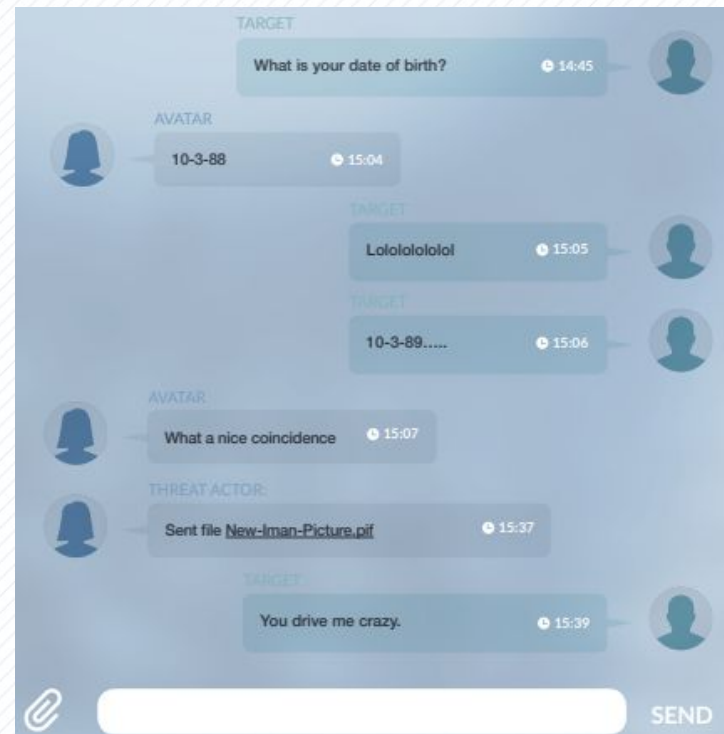 TARGET
What is your date of birth? 14:45
AVATAR
10-3-88 15:04
TARGET
Lolololololol 15:05
TARGET
10-3-89..... 15:06
AVATAR
What a nice coincidence 15:07
THREAT ACTOR:
Sent file New-Iman-Picture.pif 15:37
TARGET
You drive me crazy. 15:39
SEND